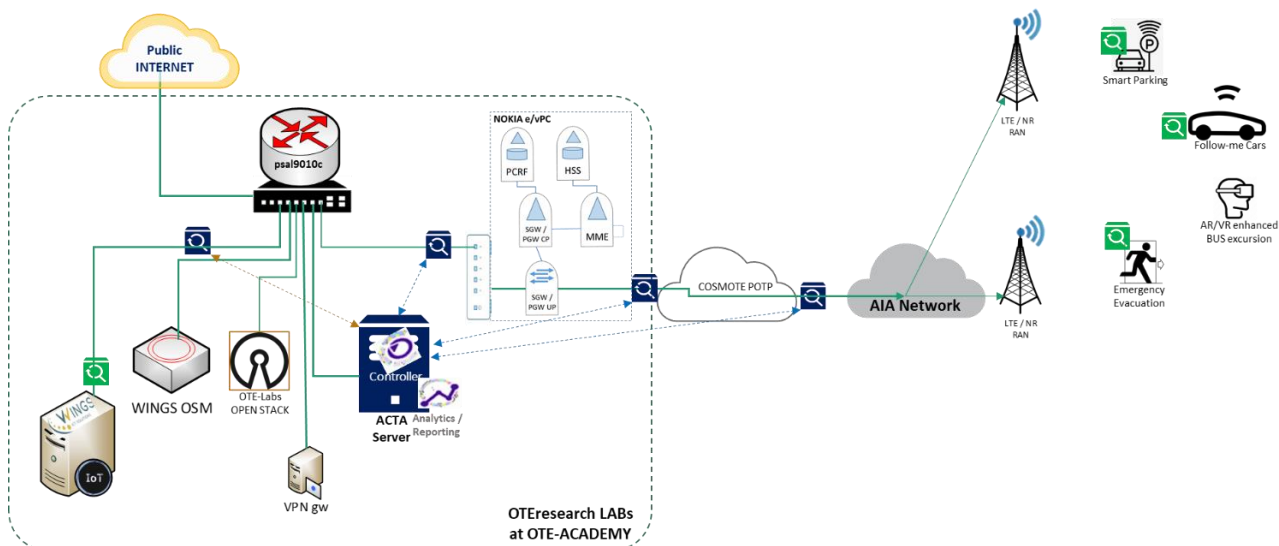 Public
INTERNET
psal9010c
NOKIA e/vPC
PCRF
HSS
SGW /
PGW CP
MME
SGW /
PGW UP
COSMOTE POTP
AIA Network
LTE / NR
RAN
LTE / NR
RAN
P
Smart Parking
Follow-me Cars
AR/VR enhanced
BUS excursion
Emergency
Evacuation
WINGS
IoT
WINGS OSM
OTE-Labs
OPEN STACK
VPN gw
Controller
ACTA
Server
Analytics /
Reporting
OTEresearch LABs
at OTE-ACADEMY